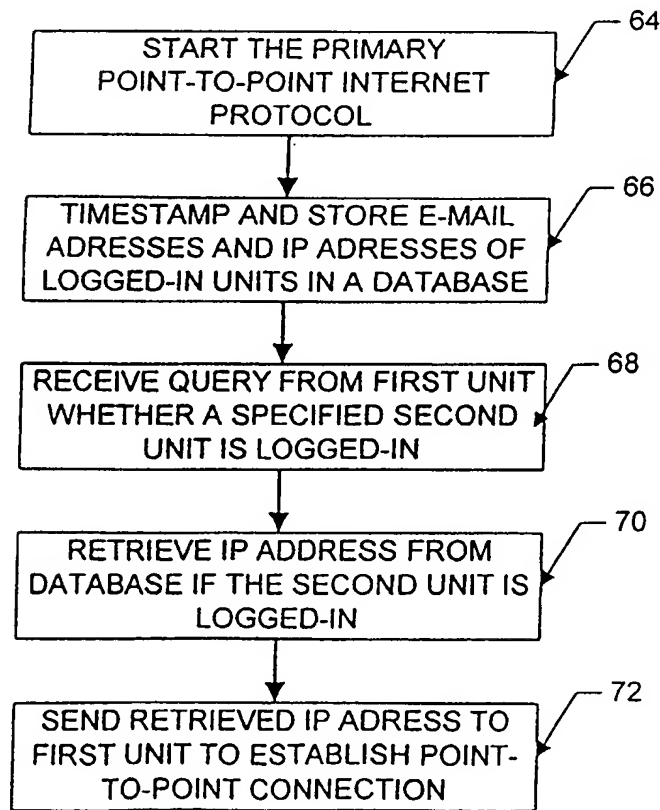 START THE PRIMARY
POINT-TO-POINT INTERNET
PROTOCOL
64
TIMESTAMP AND STORE E-MAIL
ADRESSES AND IP ADRESSES OF
LOGGED-IN UNITS IN A DATABASE
66
RECEIVE QUERY FROM FIRST UNIT
WHETHER A SPECIFIED SECOND
UNIT IS LOGGED-IN
68
RETRIEVE IP ADDRESS FROM
DATABASE IF THE SECOND UNIT IS
LOGGED-IN
70
SEND RETRIEVED IP ADRESS TO
FIRST UNIT TO ESTABLISH POINT-
TO-POINT CONNECTION
72